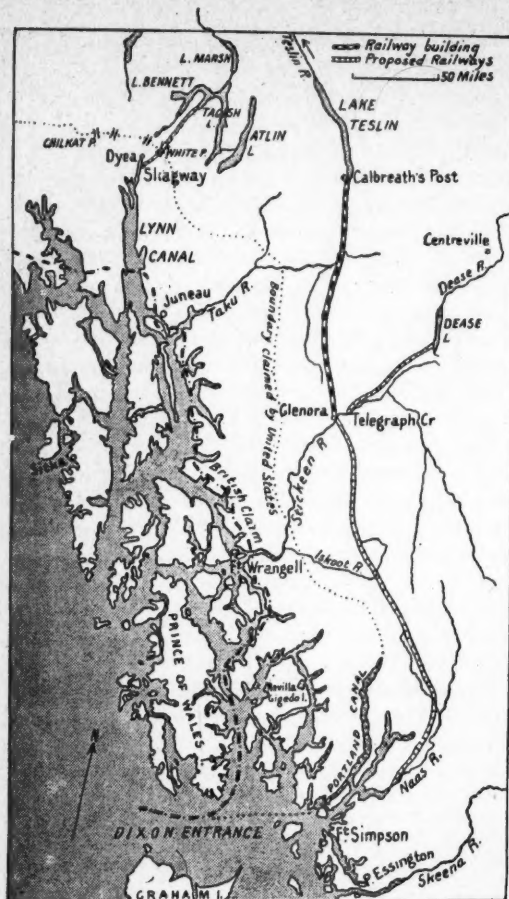 Railway building
Proposed Railways
50 Miles
Teslin R.
L. MARSH
L. BENNETT
LAKE
TESLIN
TAGISH
L.
ATLIN
L
CHILKAT P.
WHITE P.
Dyea
Skagway
Calbreath's Post
LYNN
CANAL
Centreville
Dease R.
DEASE
L
Juneau
Taku R.
Boundary claimed by United States
Glenora
Telegraph Cr
Sitka
British Claim
Stickeen R
Ft Wrangell
Iskoot R
PRINCE OF WALES
Gigedo I.
PORTLAND CANAL
Naas R.
N
DIXON ENTRANCE
Ft Simpson
P. Essington
Skeena R.
GRAHAM I.